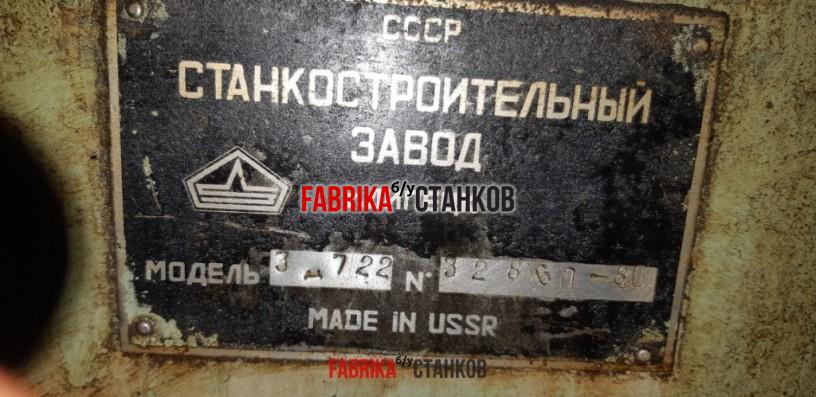 СССР
СТАНКОСТРОИТЕЛЬНЫЙ
ЗАВОД
FABRIKA б/у СТАНКОВ
МОДЕЛЬ 3 722 №
MADE iN USSR
FABRIKA б/у СТАНКОВ